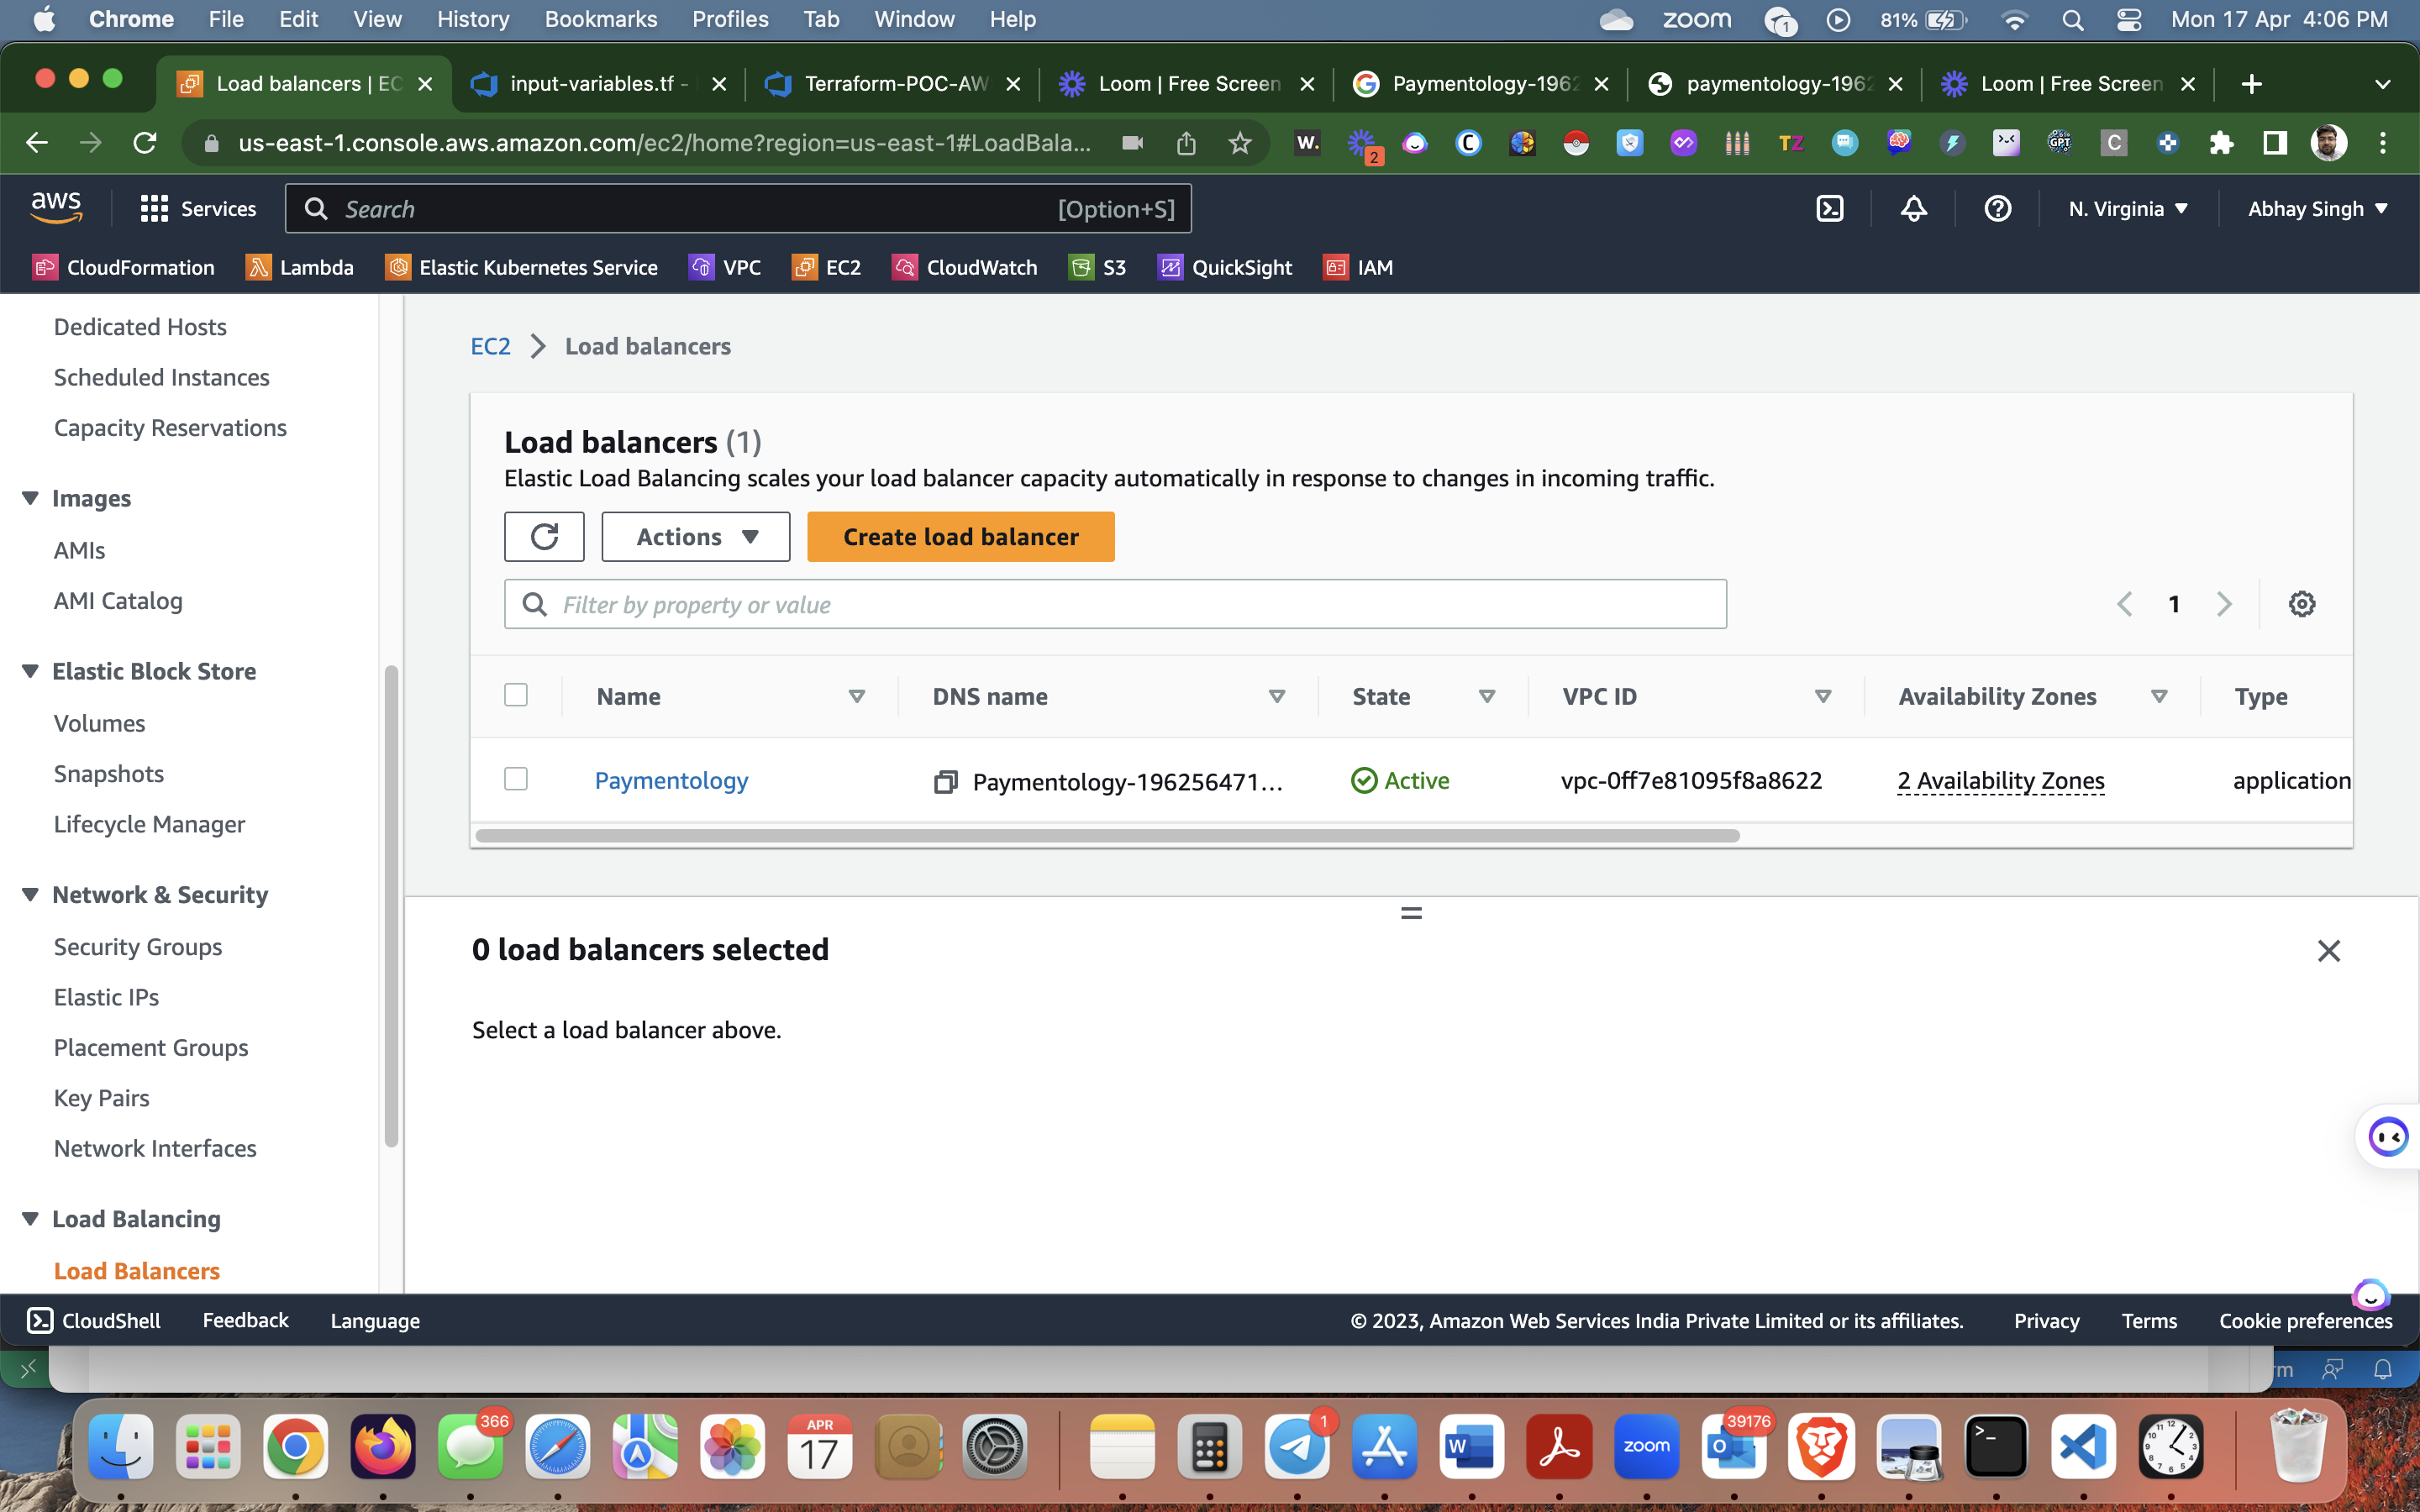 Chrome File Edit View History Bookmarks Profiles Tab Window Help zoom 1 81% Mon 17 Apr 4:06 PM
Load balancers | EC input-variables.tf - Terraform-POC-AW Loom | Free Screen Paymentology-1962 paymentology-1962 Loom | Free Screen
us-east-1.console.aws.amazon.com/ec2/home?region=us-east-1#LoadBala... W. 2 C TZ GPT C
aws Services Search [Option+S] N. Virginia Abhay Singh
CloudFormation Lambda Elastic Kubernetes Service VPC EC2 CloudWatch S3 QuickSight IAM
Dedicated Hosts
Scheduled Instances
Capacity Reservations
Images
AMIs
AMI Catalog
Elastic Block Store
Volumes
Snapshots
Lifecycle Manager
Network & Security
Security Groups
Elastic IPs
Placement Groups
Key Pairs
Network Interfaces
Load Balancing
Load Balancers
EC2 Load balancers
Load balancers (1)
Elastic Load Balancing scales your load balancer capacity automatically in response to changes in incoming traffic.
Actions Create load balancer
Filter by property or value 1
Name DNS name State VPC ID Availability Zones Type
Paymentology Paymentology-196256471... Active vpc-0ff7e81095f8a8622 2 Availability Zones application
0 load balancers selected
Select a load balancer above.
CloudShell Feedback Language © 2023, Amazon Web Services India Private Limited or its affiliates. Privacy Terms Cookie preferences
rm
366 APR 17 1 W zoom 39176 O